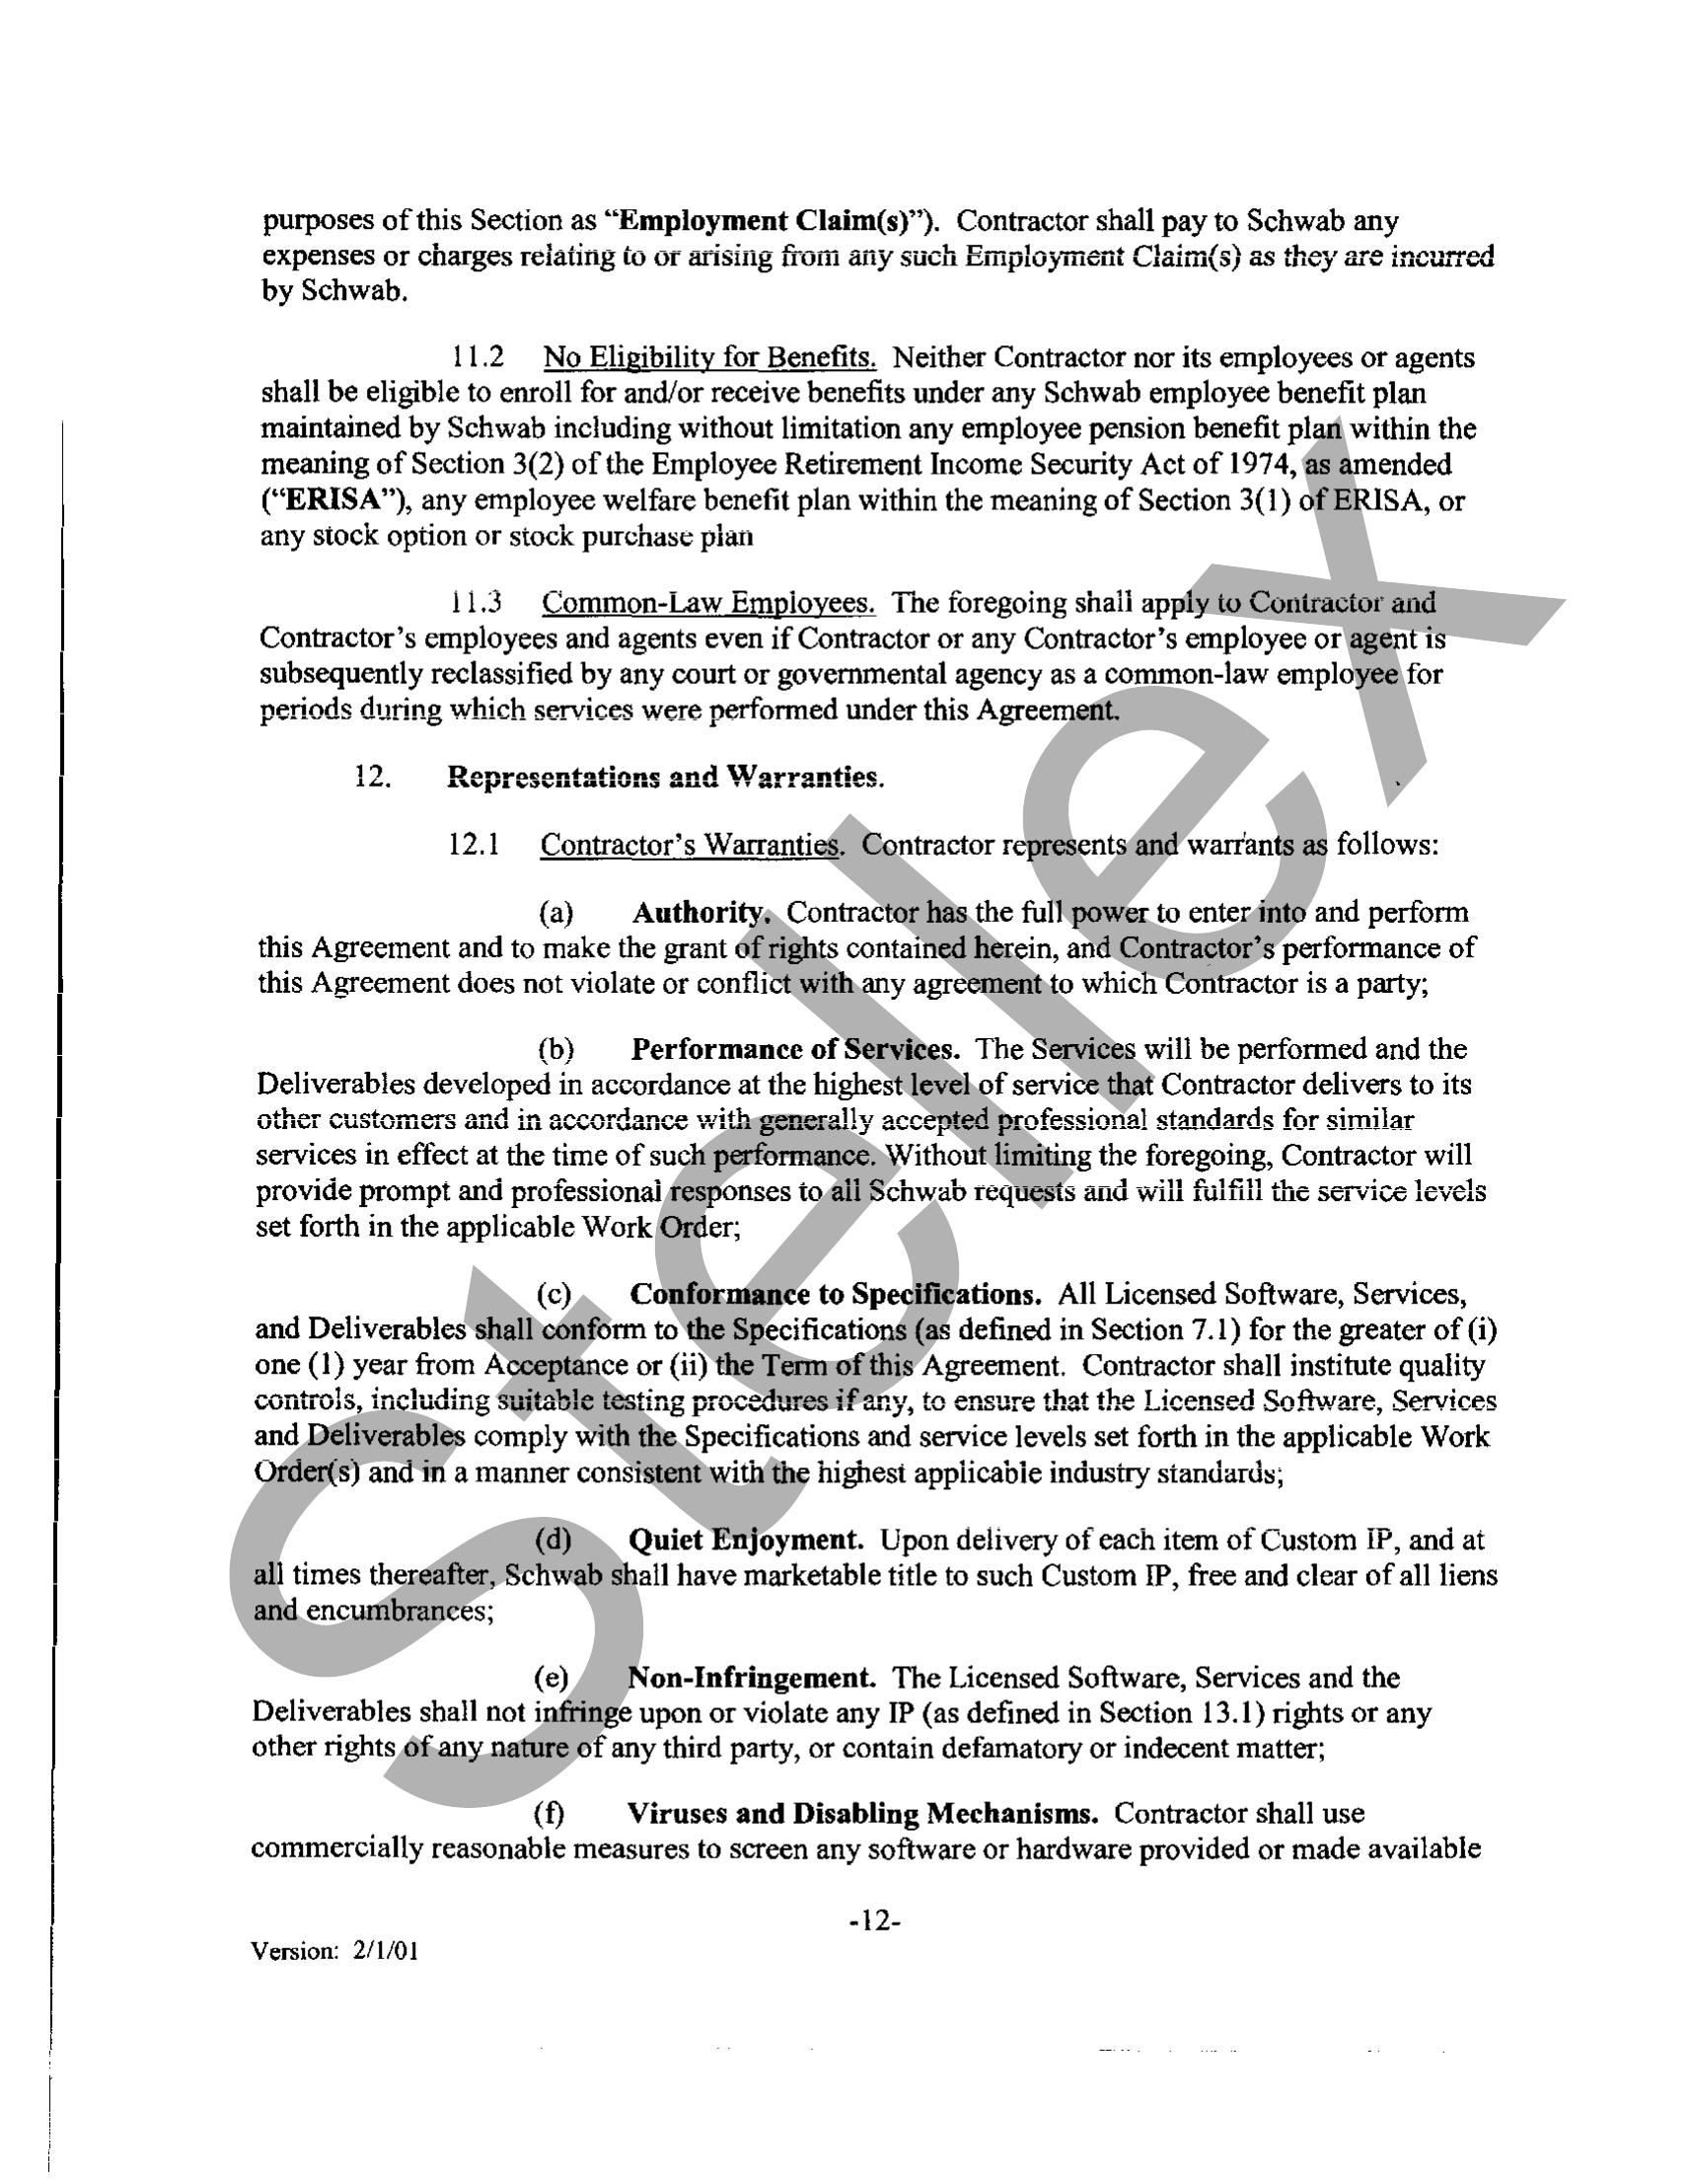 purposes of this Section as “Employment Claim(s)”). Contractor shall pay to Schwab any
expenses or charges relating to or arising from any such Employment Claim(s) as they are incurred
by Schwab.
11.2 No Eligibility for Benefits. Neither Contractor nor its employees or agents
shall be eligible to enroll for and/or receive benefits under any Schwab employee benefit plan
maintained by Schwab including without limitation any employee pension benefit plan within the
meaning of Section 3(2) of the Employee Retirement Income Security Act of 1974, as amended
(“ERISA”), any employee welfare benefit plan within the meaning of Section 3(1) of ERISA, or
any stock option or stock purchase plan
11.3 Common-Law Employees. The foregoing shall apply to Contractor and
Contractor’s employees and agents even if Contractor or any Contractor’s employee or agent is
subsequently reclassified by any court or governmental agency as a common-law employee for
periods during which services were performed under this Agreement.
12. Representations and Warranties.
12.1 Contractor’s Warranties. Contractor represents and warrants as follows:
(a) Authority. Contractor has the full power to enter into and perform
this Agreement and to make the grant of rights contained herein, and Contractor’s performance of
this Agreement does not violate or conflict with any agreement to which Contractor is a party;
(b) Performance of Services. The Services will be performed and the
Deliverables developed in accordance at the highest level of service that Contractor delivers to its
other customers and in accordance with generally accepted professional standards for similar
services in effect at the time of such performance. Without limiting the foregoing, Contractor will
provide prompt and professional responses to all Schwab requests and will fulfill the service levels
set forth in the applicable Work Order;
(c) Conformance to Specifications. All Licensed Software, Services,
and Deliverables shall conform to the Specifications (as defined in Section 7.1) for the greater of (i)
one (1) year from Acceptance or (ii) the Term of this Agreement. Contractor shall institute quality
controls, including suitable testing procedures if any, to ensure that the Licensed Software, Services
and Deliverables comply with the Specifications and service levels set forth in the applicable Work
Order(s) and in a manner consistent with the highest applicable industry standards;
(d) Quiet Enjoyment. Upon delivery of each item of Custom IP, and at
all times thereafter, Schwab shall have marketable title to such Custom IP, free and clear of all liens
and encumbrances;
(e) Non-Infringement. The Licensed Software, Services and the
Deliverables shall not infringe upon or violate any IP (as defined in Section 13.1) rights or any
other rights of any nature of any third party, or contain defamatory or indecent matter;
(f) Viruses and Disabling Mechanisms. Contractor shall use
commercially reasonable measures to screen any software or hardware provided or made available
-12-
Version: 2/1/01
Stellex